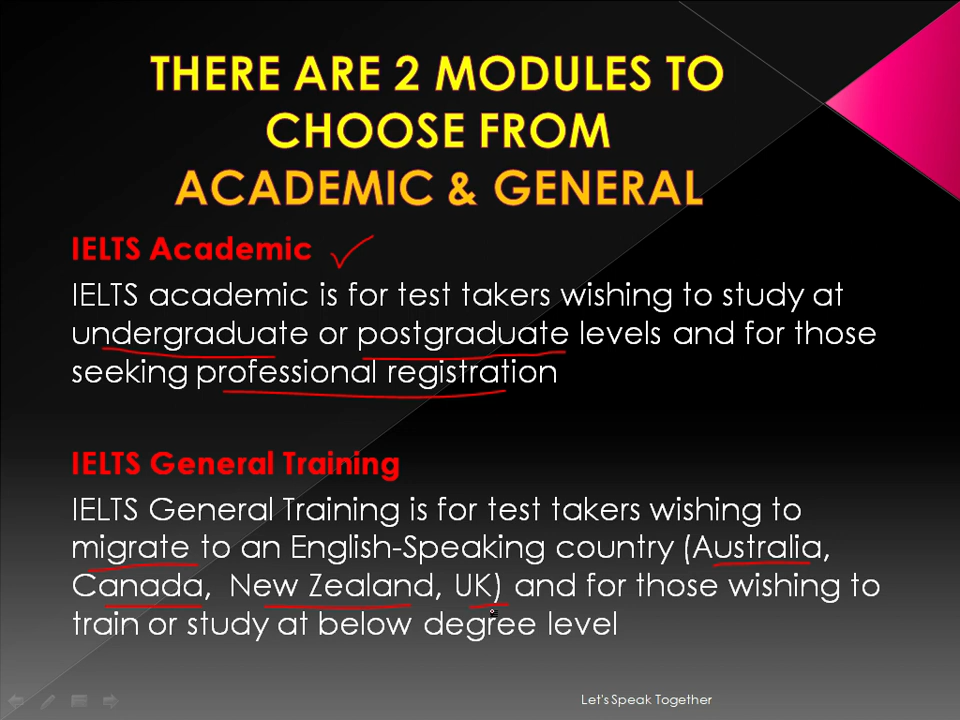 THERE ARE 2 MODULES TO
CHOOSE FROM
ACADEMIC & GENERAL
IELTS Academic
IELTS academic is for test takers wishing to study at
undergraduate or postgraduate levels and for those
seeking professional registration
IELTS General Training
IELTS General Training is for test takers wishing to
migrate to an English-Speaking country (Australia,
Canada, New Zealand, UK) and for those wishing to
train or study at below degree level
Let's Speak Together